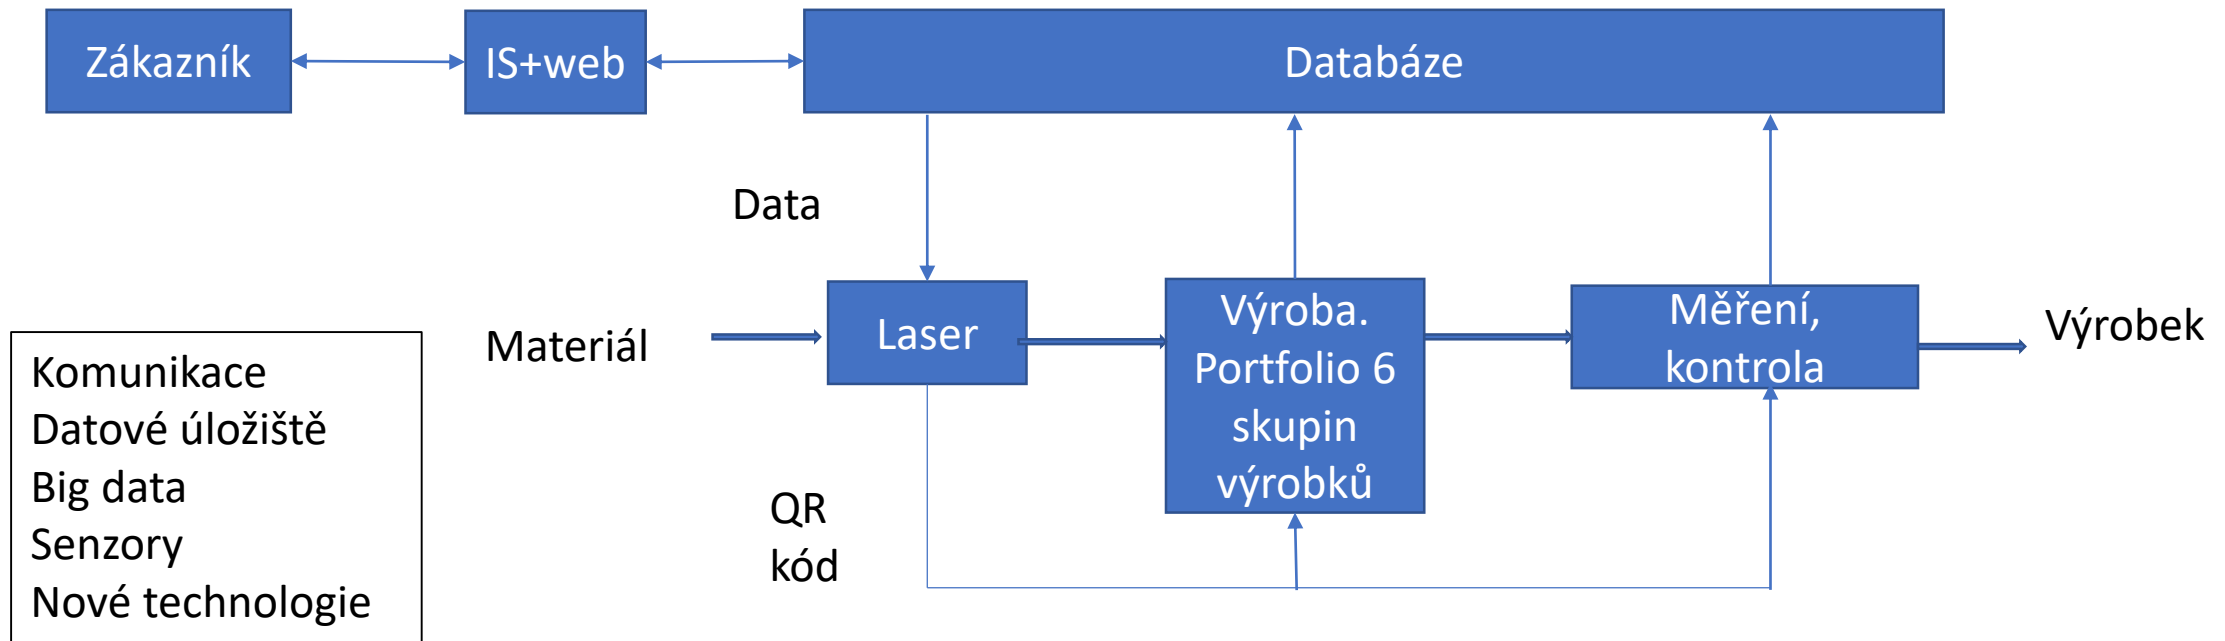 Zákazník
IS+web
Databáze
Data
Materiál
Laser
Výroba.
Portfolio 6
skupin
výrobků
Měření,
kontrola
Výrobek
QR
kód
Komunikace
Datové úložiště
Big data
Senzory
Nové technologie